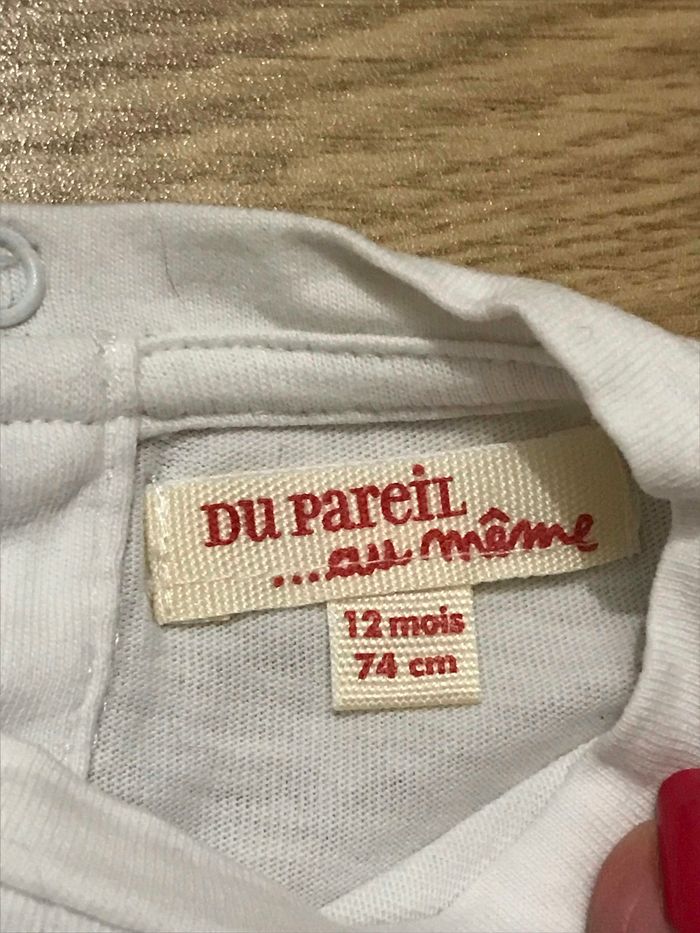 DU PAREIL
...au même
12 mois
74 cm